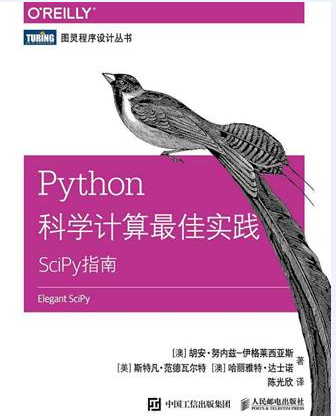 O'REILLY®
TURING 图灵程序设计丛书
Python
科学计算最佳实践
SciPy指南
Elegant SciPy
[澳] 胡安·努内兹-伊格莱西亚斯
[美] 斯特凡·范德瓦尔特 [澳] 哈丽雅特·达士诺 著
陈光欣 译
中国工信出版集团 人民邮电出版社